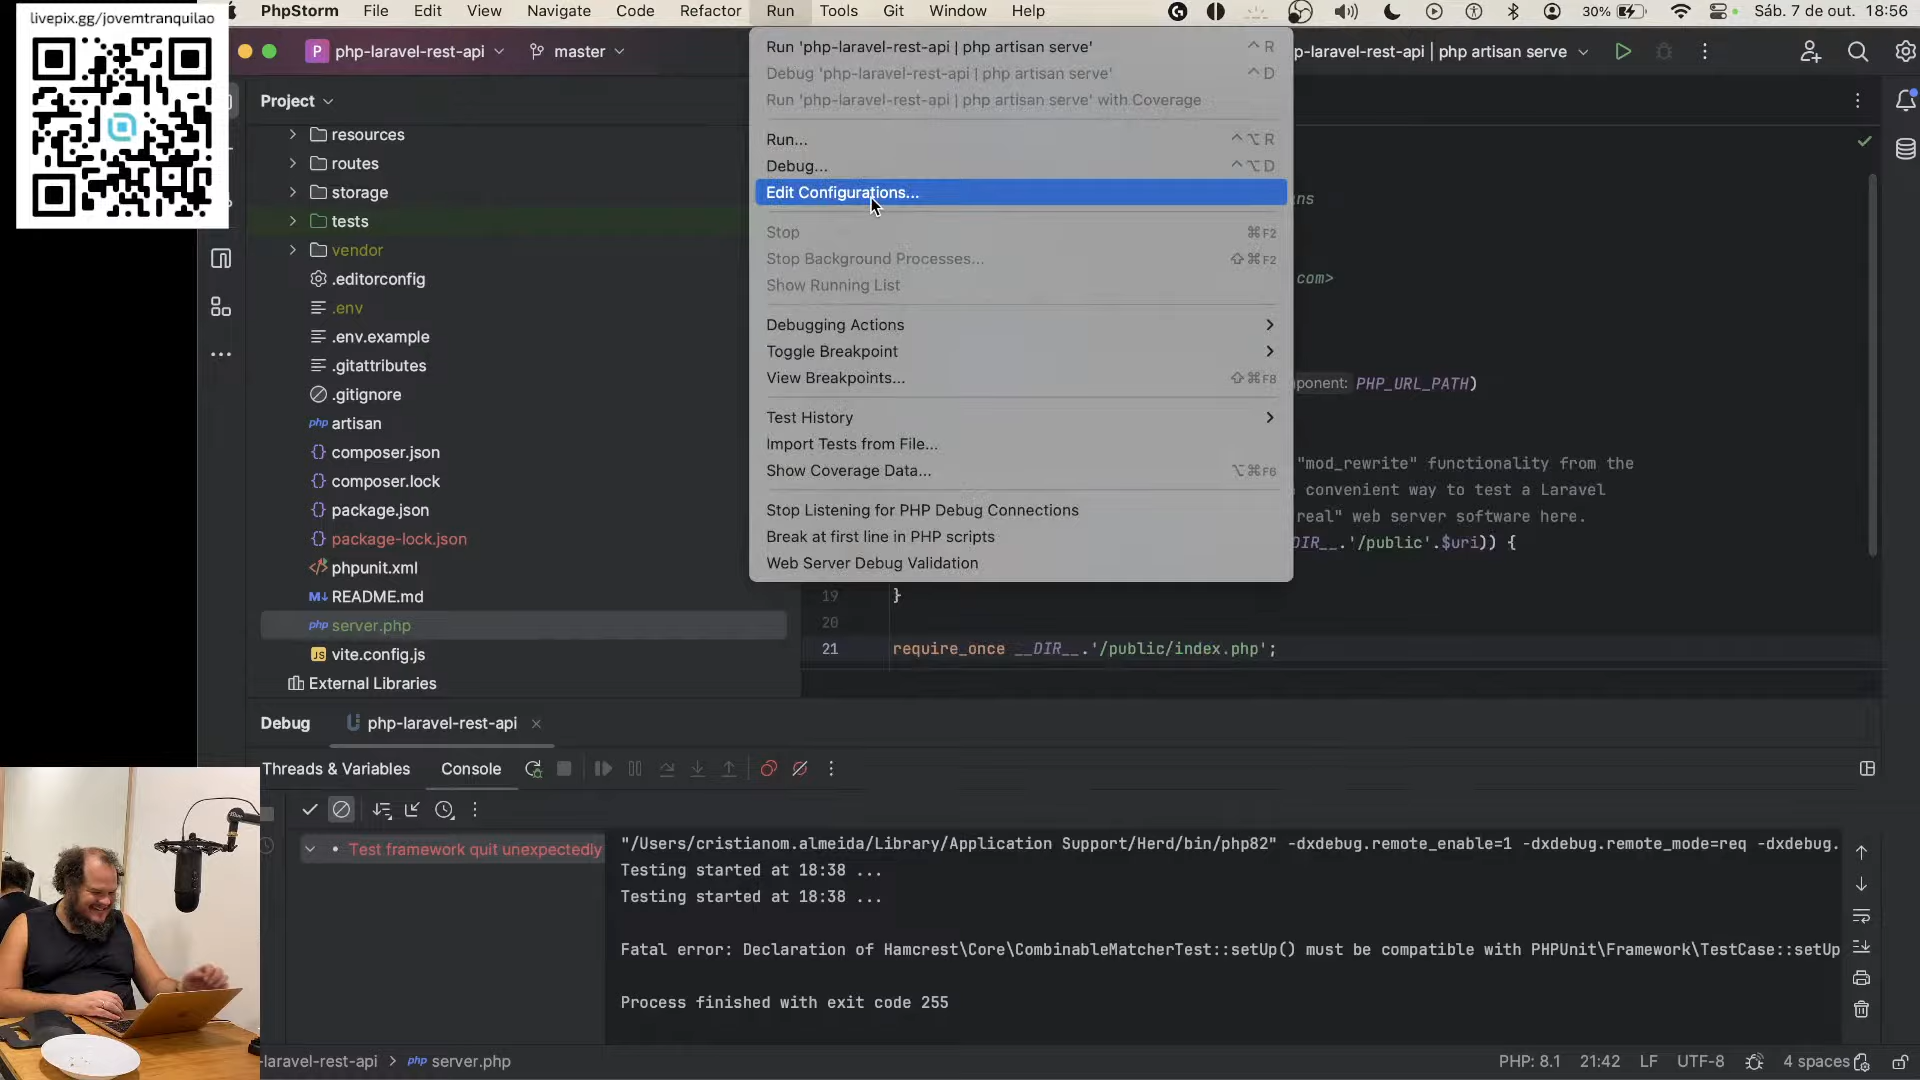 livepix.gg/jovemtranquilao
PhpStorm File Edit View Navigate Code Refactor Run Tools Git Window Help 30% Sáb. 7 de out. 18:56
P php-laravel-rest-api master
p-laravel-rest-api | php artisan serve
Project
resources
routes
storage
tests
vendor
.editorconfig
.env
.env.example
.gitattributes
.gitignore
php artisan
{} composer.json
{} composer.lock
{} package.json
{} package-lock.json
phpunit.xml
M↓ README.md
php server.php
JS vite.config.js
External Libraries
Run 'php-laravel-rest-api | php artisan serve' ^ R
Debug 'php-laravel-rest-api | php artisan serve' ^ D
Run 'php-laravel-rest-api | php artisan serve' with Coverage
Run... ^⌥R
Debug... ^⌥D
Edit Configurations...
Stop ⌘F2
Stop Background Processes... ⇧⌘F2
Show Running List
Debugging Actions
Toggle Breakpoint
View Breakpoints... ⇧⌘F8
Test History
Import Tests from File...
Show Coverage Data... ⌥⌘F6
Stop Listening for PHP Debug Connections
Break at first line in PHP scripts
Web Server Debug Validation
ns
com>
ponent: PHP_URL_PATH)
"mod_rewrite" functionality from the
convenient way to test a Laravel
real" web server software here.
DIR__.'/public'.$uri)) {
19 }
20
21 require_once __DIR__.'/public/index.php';
Debug php-laravel-rest-api
Threads & Variables Console
Test framework quit unexpectedly
"/Users/cristianom.almeida/Library/Application Support/Herd/bin/php82" -dxdebug.remote_enable=1 -dxdebug.remote_mode=req -dxdebug.
Testing started at 18:38 ...
Testing started at 18:38 ...
Fatal error: Declaration of Hamcrest\Core\CombinableMatcherTest::setUp() must be compatible with PHPUnit\Framework\TestCase::setUp
Process finished with exit code 255
-laravel-rest-api > php server.php
PHP: 8.1 21:42 LF UTF-8 4 spaces